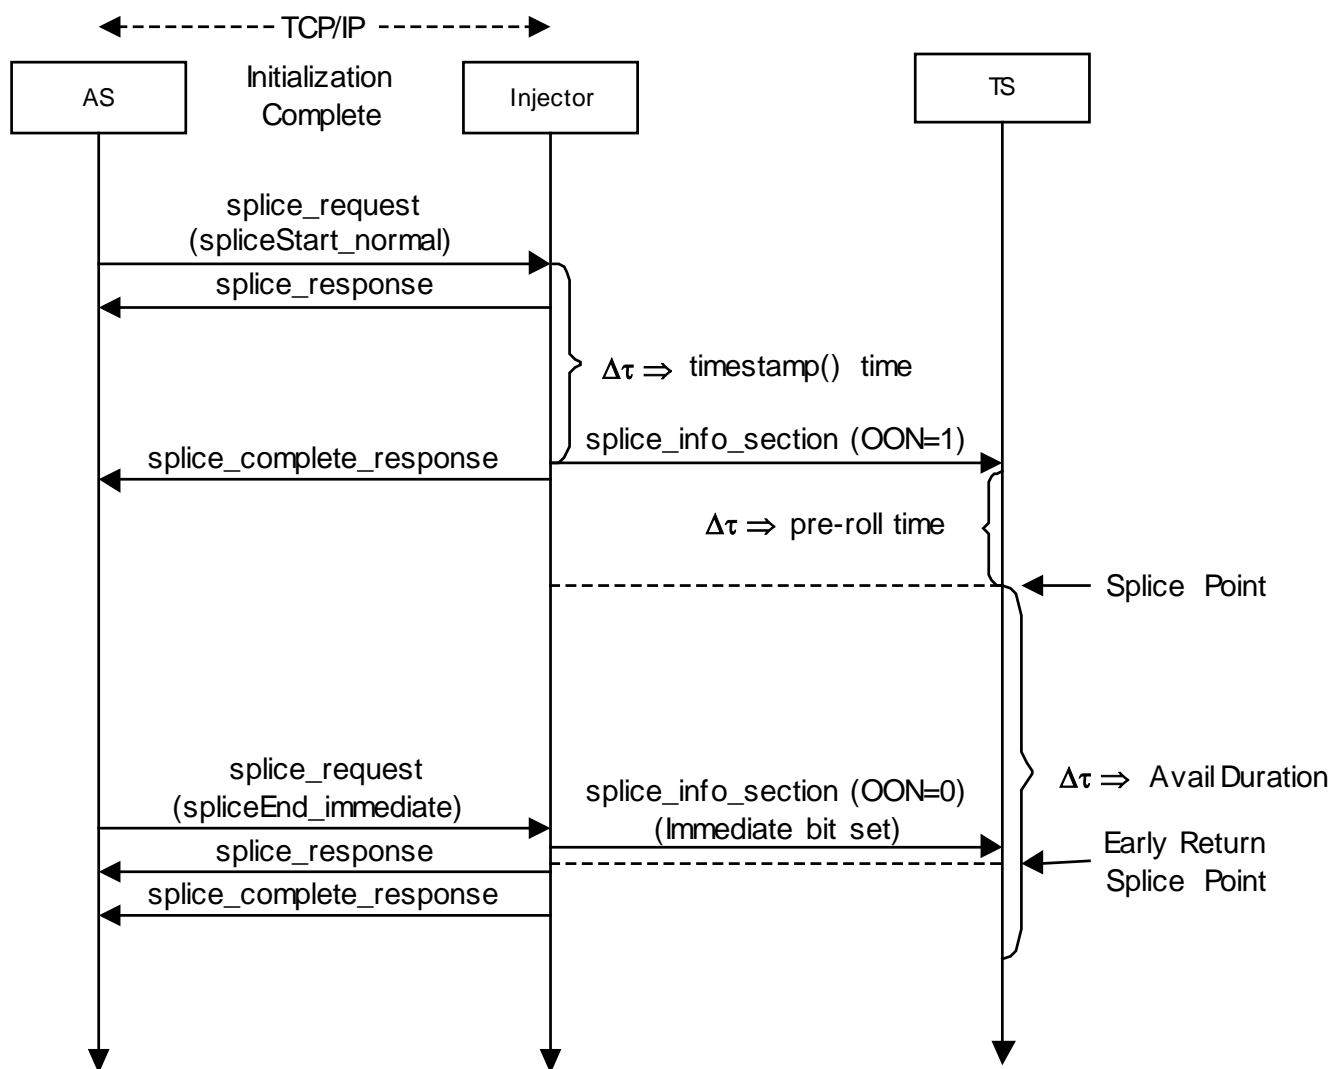 TCP/IP
AS
Initialization
Complete
Injector
TS
splice_request
(spliceStart_normal)
splice_response
Δτ ⇒ timestamp() time
splice_info_section (OON=1)
splice_complete_response
Δτ ⇒ pre-roll time
Splice Point
splice_request
(spliceEnd_immediate)
splice_info_section (OON=0)
(Immediate bit set)
Δτ ⇒ Avail Duration
splice_response
Early Return
Splice Point
splice_complete_response